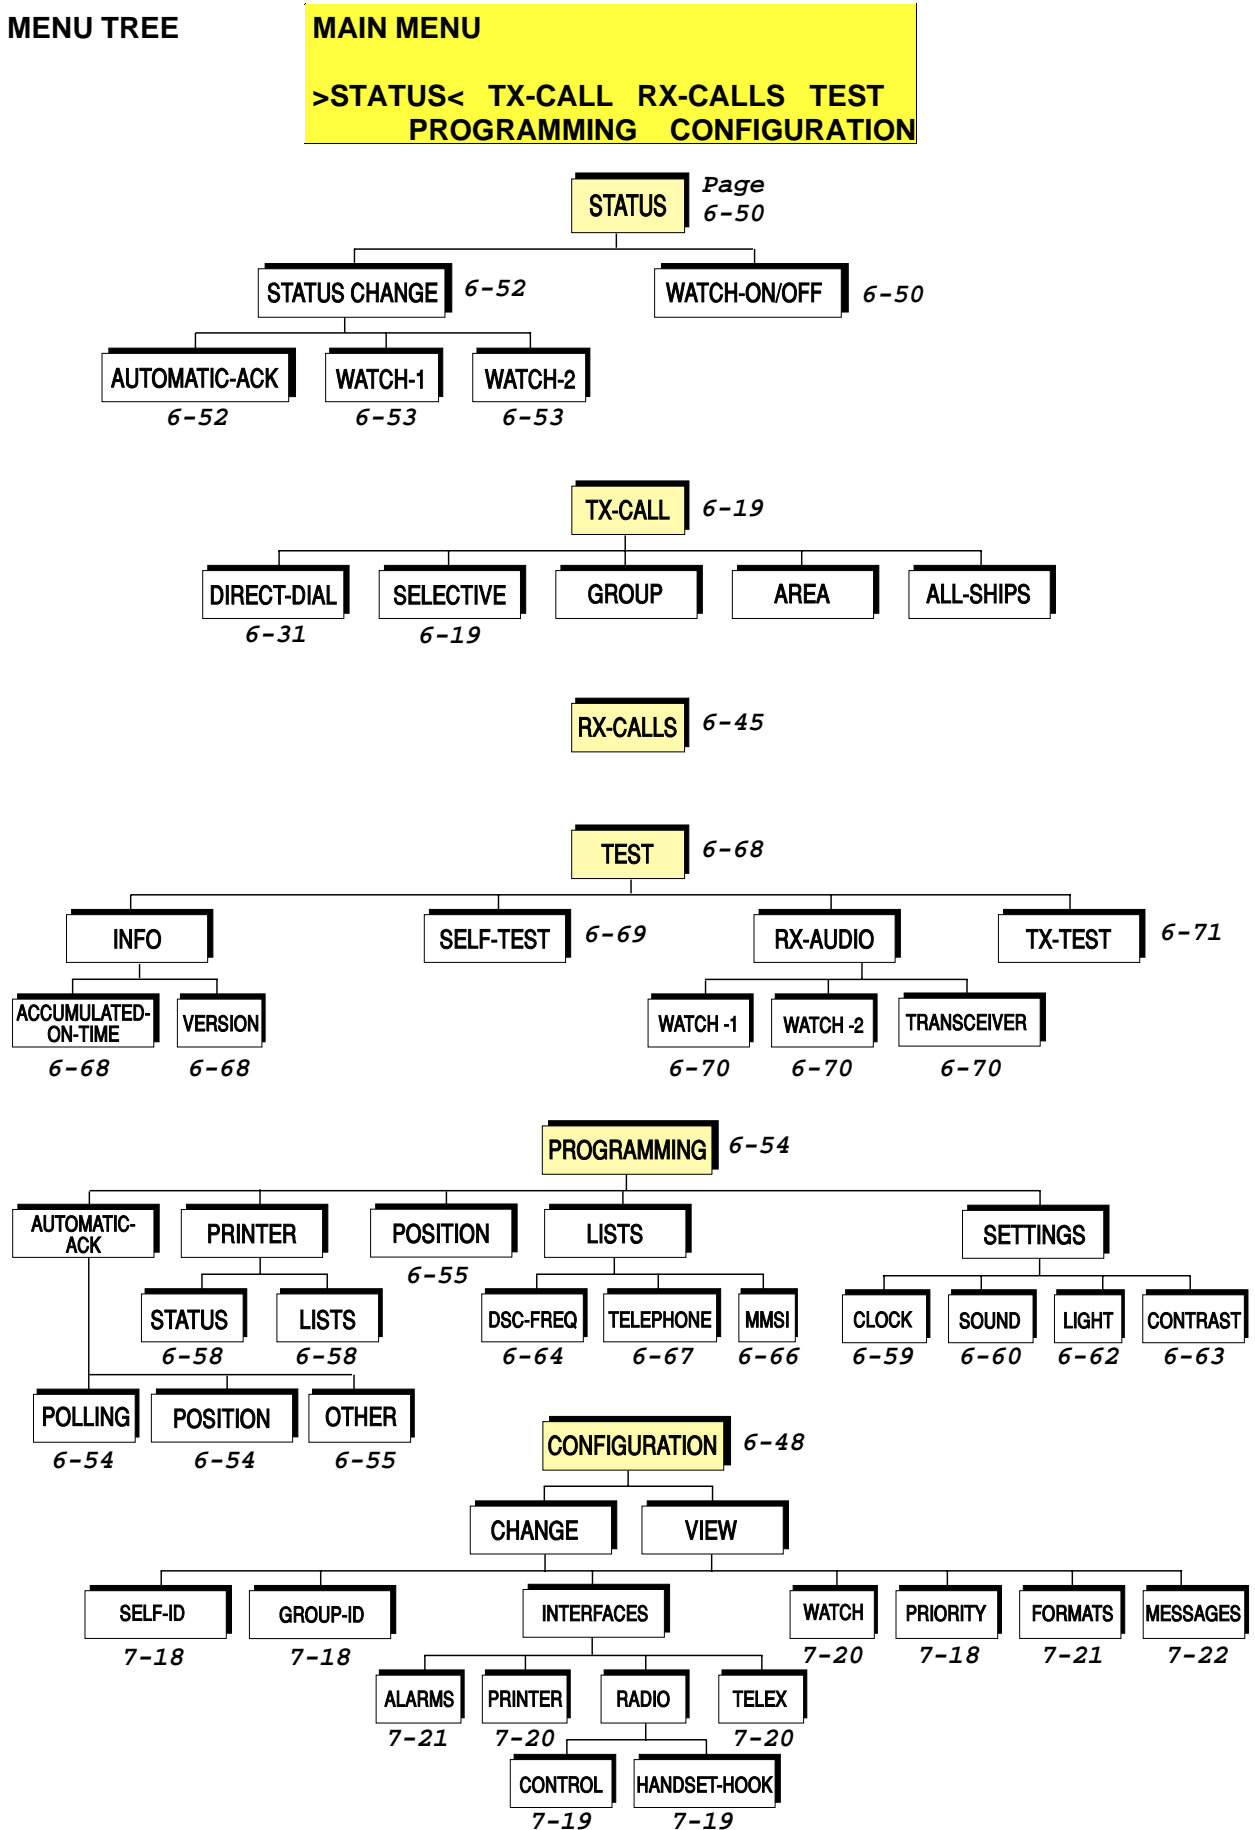 MENU TREE
MAIN MENU
>STATUS< TX-CALL RX-CALLS TEST
PROGRAMMING CONFIGURATION
STATUS
Page
6-50
STATUS CHANGE 6-52 WATCH-ON/OFF 6-50
AUTOMATIC-ACK WATCH-1 WATCH-2
6-52 6-53 6-53
TX-CALL 6-19
DIRECT-DIAL SELECTIVE GROUP AREA ALL-SHIPS
6-31 6-19
RX-CALLS 6-45
TEST 6-68
INFO SELF-TEST 6-69 RX-AUDIO TX-TEST 6-71
ACCUMULATED-
ON-TIME
VERSION WATCH -1 WATCH -2 TRANSCEIVER
6-68 6-68 6-70 6-70 6-70
PROGRAMMING 6-54
AUTOMATIC-
ACK
PRINTER POSITION LISTS SETTINGS
6-55
STATUS LISTS DSC-FREQ TELEPHONE MMSI CLOCK SOUND LIGHT CONTRAST
6-58 6-58 6-64 6-67 6-66 6-59 6-60 6-62 6-63
POLLING POSITION OTHER
6-54 6-54 6-55
CONFIGURATION 6-48
CHANGE VIEW
SELF-ID GROUP-ID INTERFACES WATCH PRIORITY FORMATS MESSAGES
7-18 7-18 7-20 7-18 7-21 7-22
ALARMS PRINTER RADIO TELEX
7-21 7-20 7-20
CONTROL HANDSET-HOOK
7-19 7-19